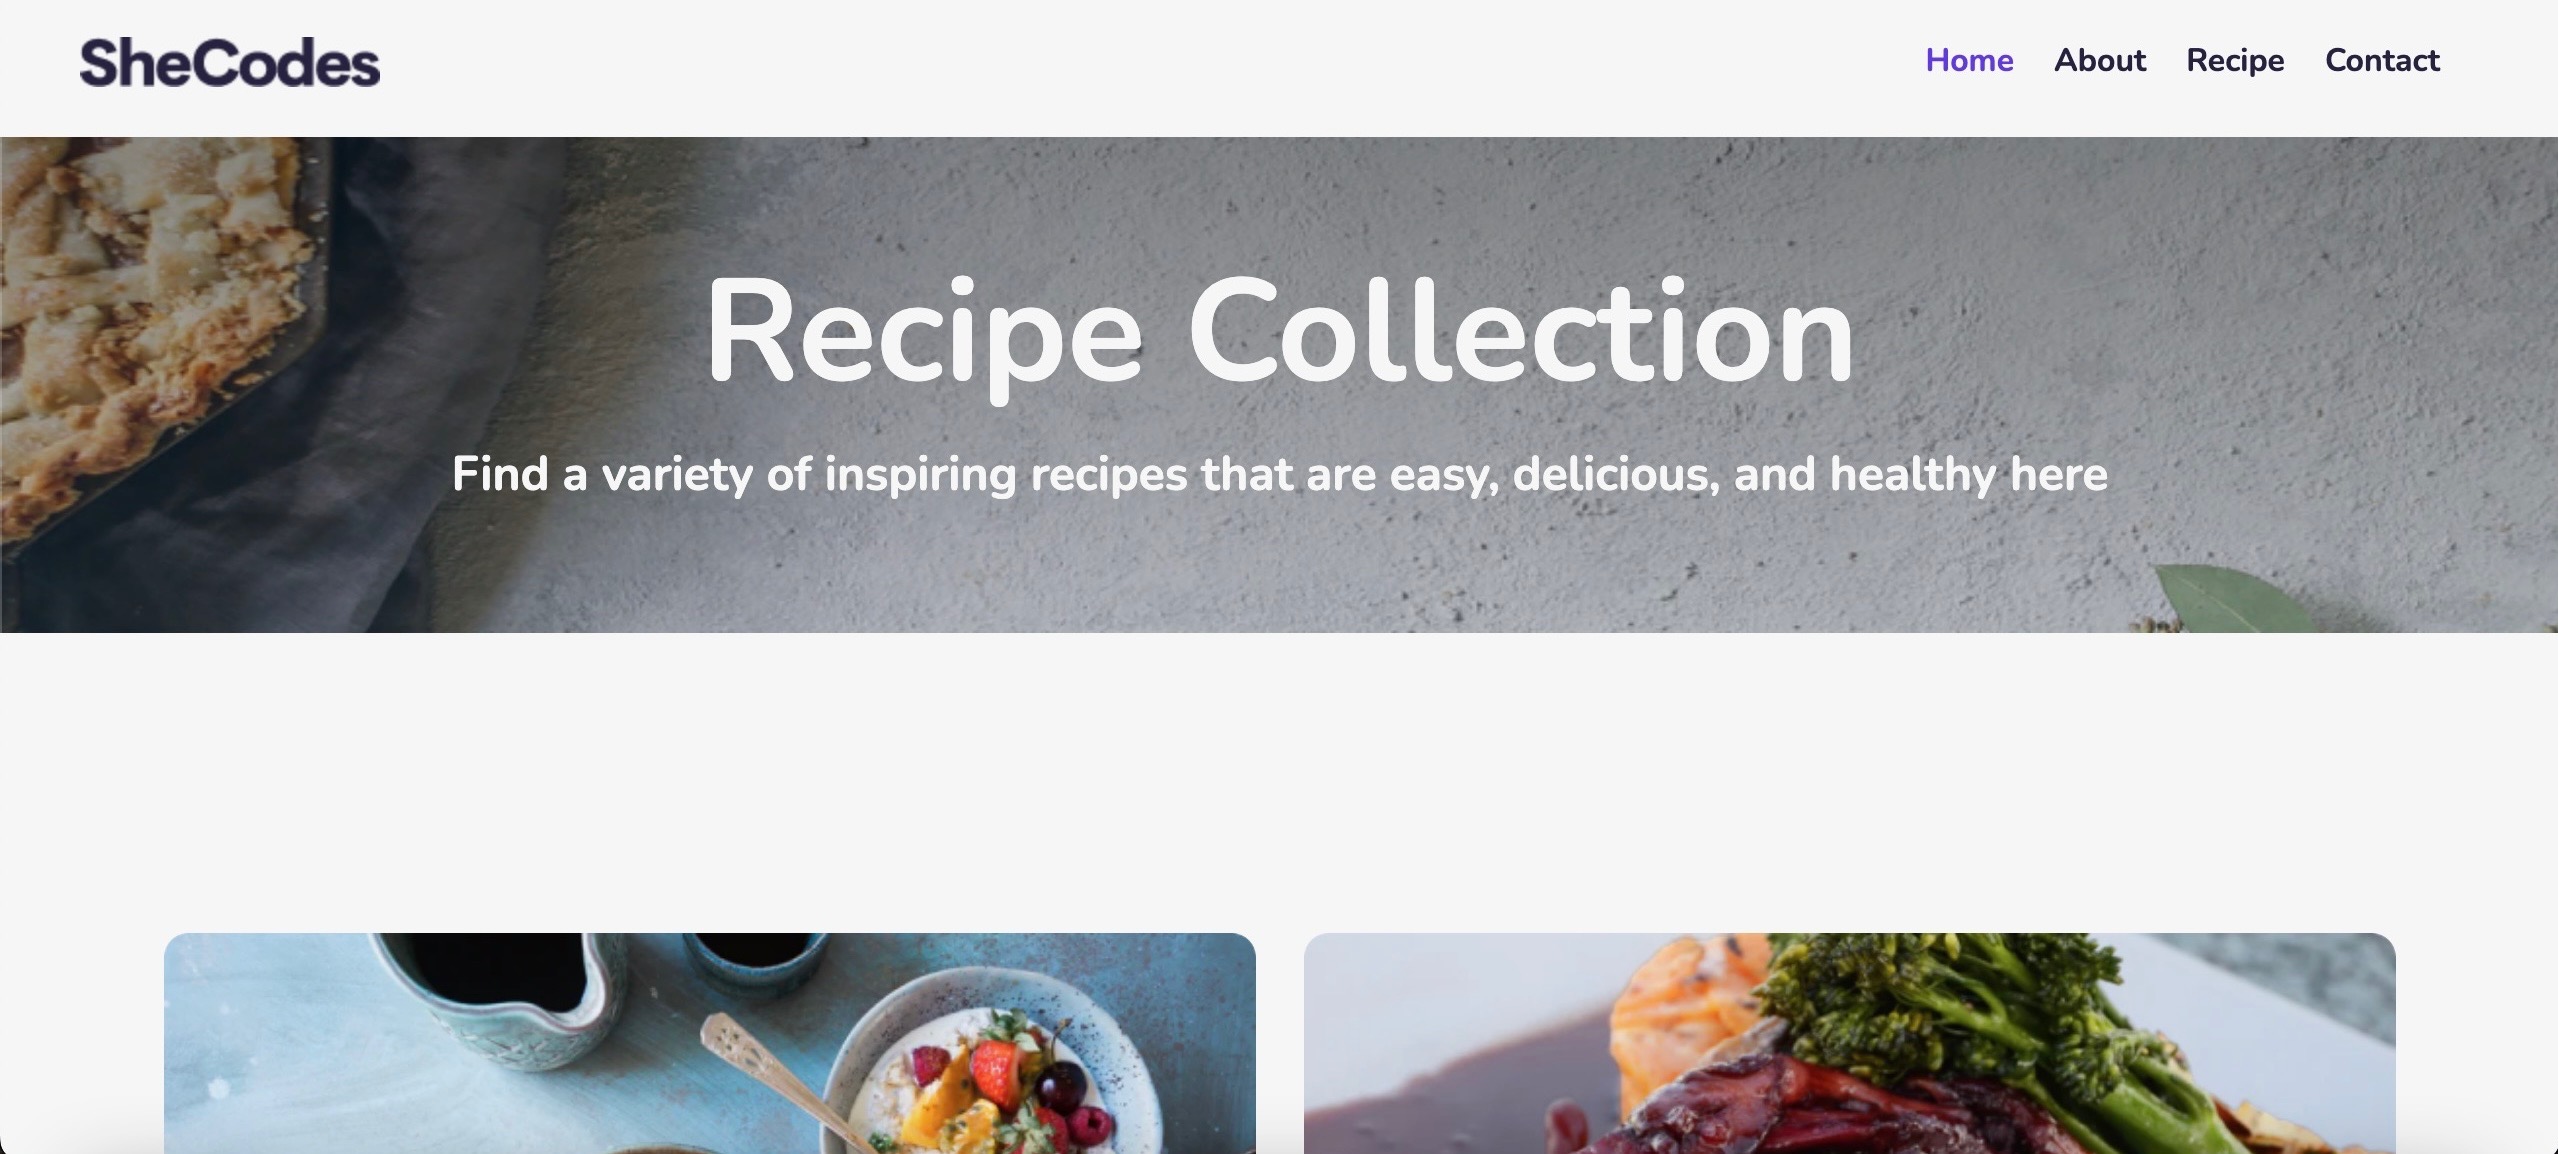 SheCodes
Home About Recipe Contact
Recipe Collection
Find a variety of inspiring recipes that are easy, delicious, and healthy here